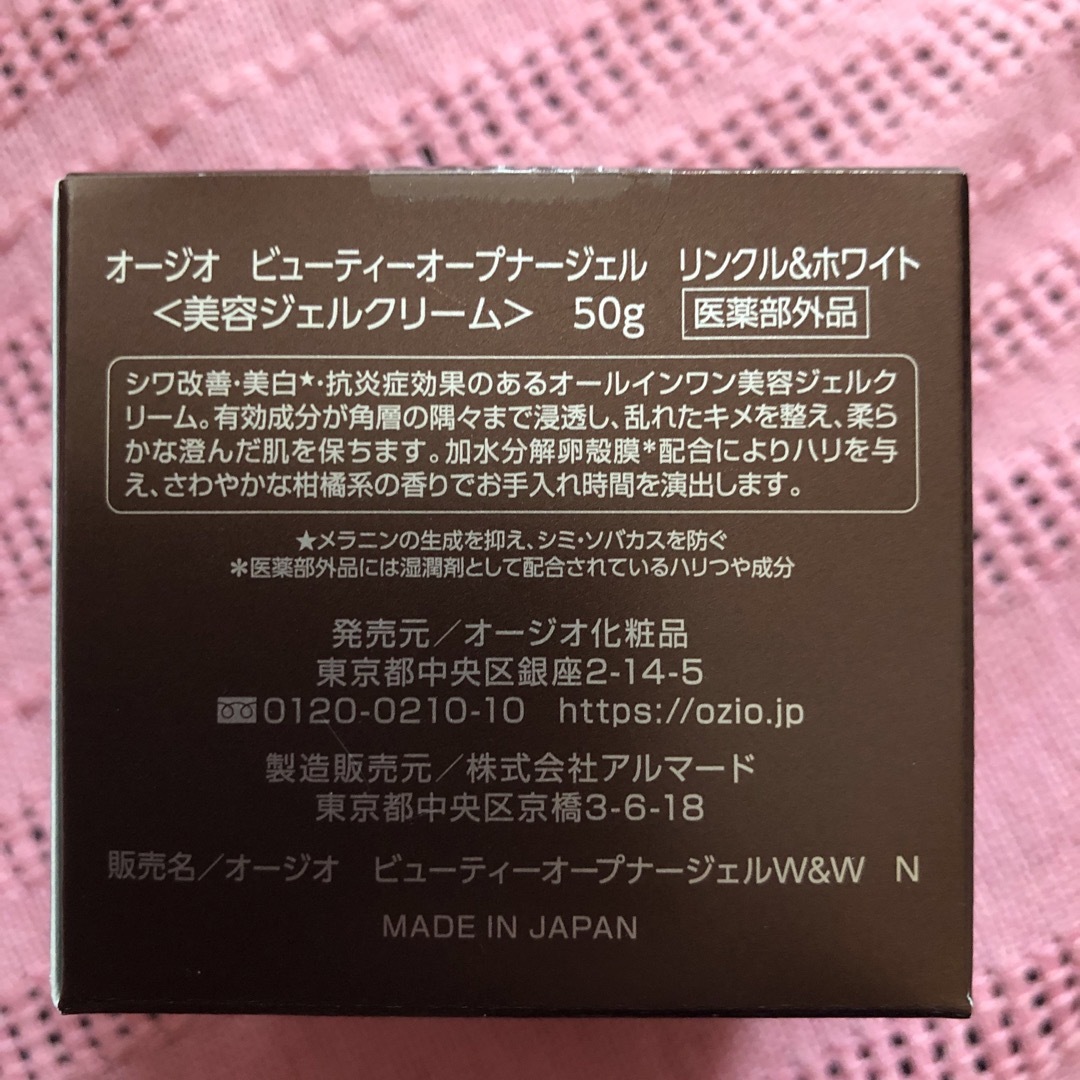 オージオ ビューティーオープナージェル リンクル&ホワイト
<美容ジェルクリーム> 50g 医薬部外品
シワ改善・美白★・抗炎症効果のあるオールインワン美容ジェルク
リーム。有効成分が角層の隅々まで浸透し、乱れたキメを整え、柔ら
かな澄んだ肌を保ちます。加水分解卵殻膜*配合によりハリを与
え、さわやかな柑橘系の香りでお手入れ時間を演出します。
★メラニンの生成を抑え、シミ・ソバカスを防ぐ
*医薬部外品には湿潤剤として配合されているハリつや成分
発売元/オージオ化粧品
東京都中央区銀座2-14-5
0120-0210-10 https://ozio.jp
製造販売元/株式会社アルマード
東京都中央区京橋3-6-18
販売名/オージオ ビューティーオープナージェルW&W N
MADE IN JAPAN